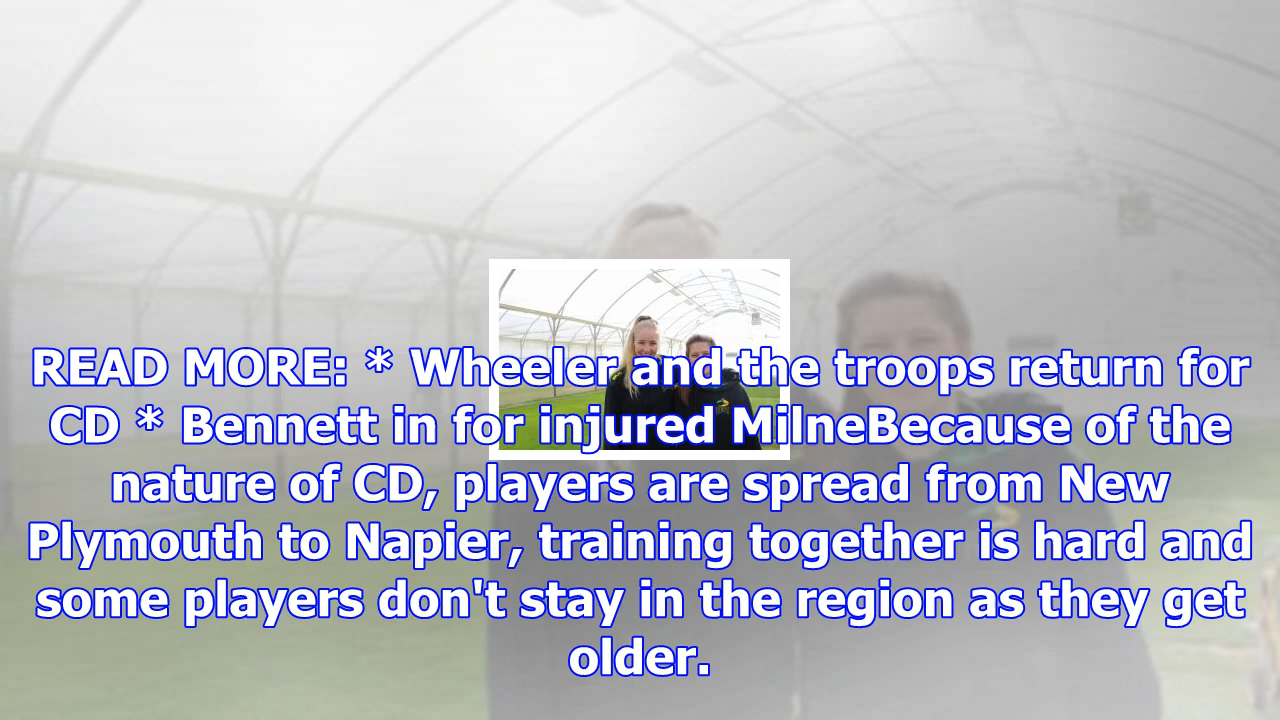 READ MORE: * Wheeler and the troops return for
CD * Bennett in for injured MilneBecause of the
nature of CD, players are spread from New
Plymouth to Napier, training together is hard and
some players don't stay in the region as they get
older.